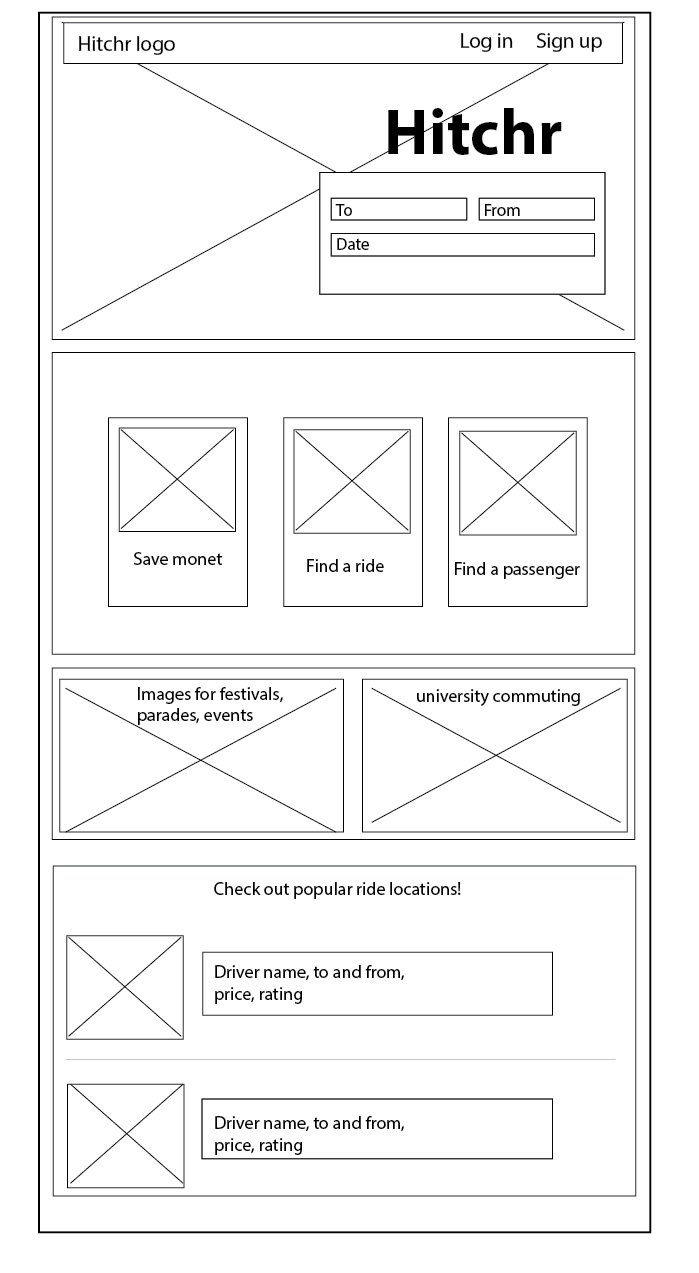 Hitchr logo
Log in
Sign up
Hitchr
To
From
Date
Save monet
Find a ride
Find a passenger
Images for festivals,
parades, events
university commuting
Check out popular ride locations!
Driver name, to and from,
price, rating
Driver name, to and from,
price, rating